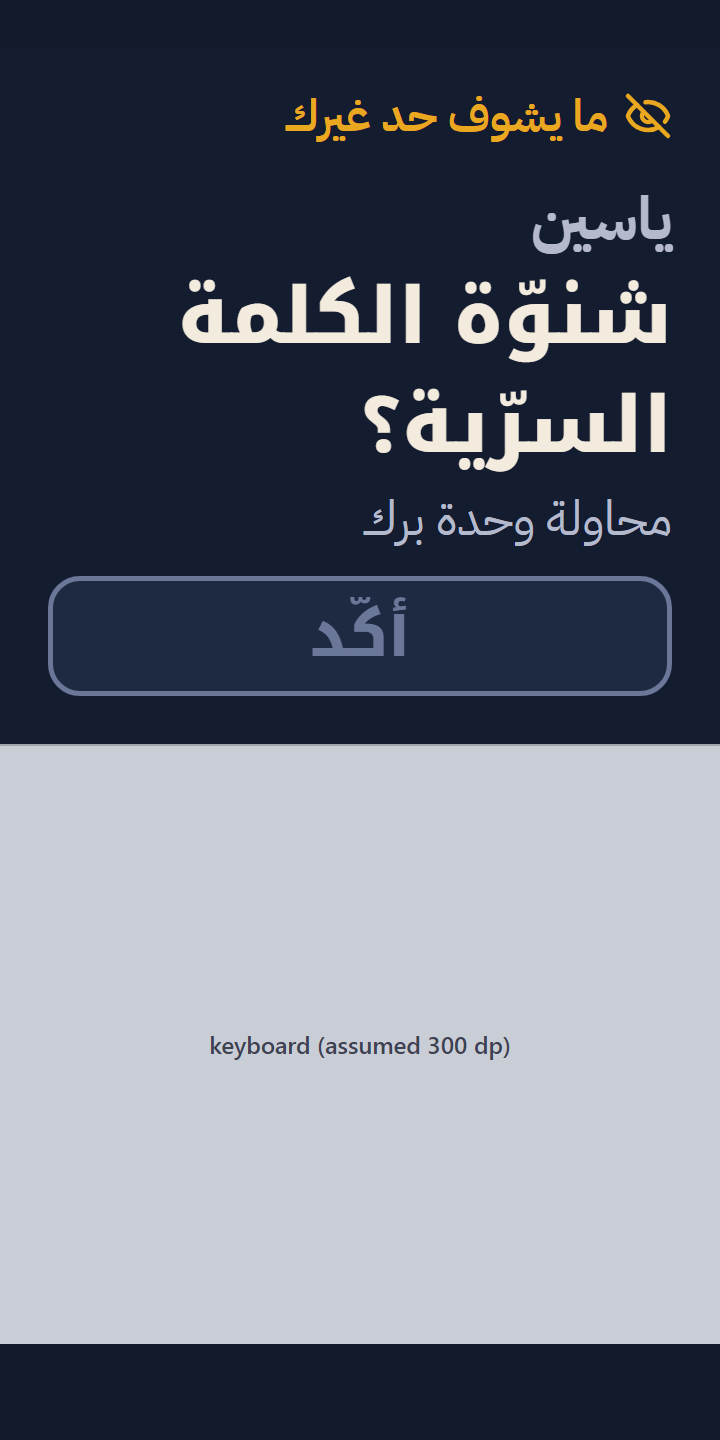 ما يشوف حد غيرك
ياسين
شنوّة الكلمة
السرّية؟
محاولة وحدة برك
أكّد
keyboard (assumed 300 dp)